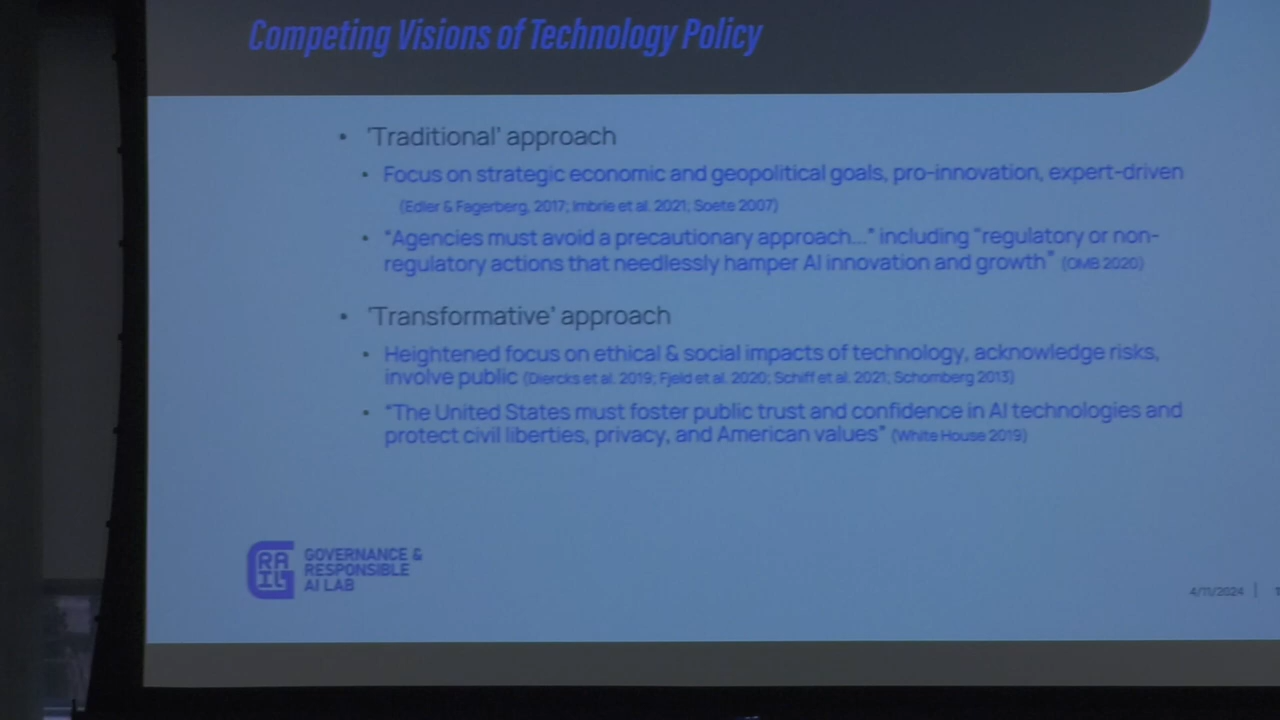 Competing Visions of Technology Policy
• 'Traditional' approach
• Focus on strategic economic and geopolitical goals, pro-innovation, expert-driven
(Edler & Fagerberg, 2017; Imbrie et al. 2021; Soete 2007)
• "Agencies must avoid a precautionary approach..." including "regulatory or non-
regulatory actions that needlessly hamper AI innovation and growth" (OMB 2020)
• 'Transformative' approach
• Heightened focus on ethical & social impacts of technology, acknowledge risks,
involve public (Diercks et al. 2019; Fjeld et al. 2020; Schiff et al. 2021; Schomberg 2013)
• "The United States must foster public trust and confidence in AI technologies and
protect civil liberties, privacy, and American values" (White House 2019)
GRAIL
GOVERNANCE &
RESPONSIBLE
AI LAB
4/11/2024 |